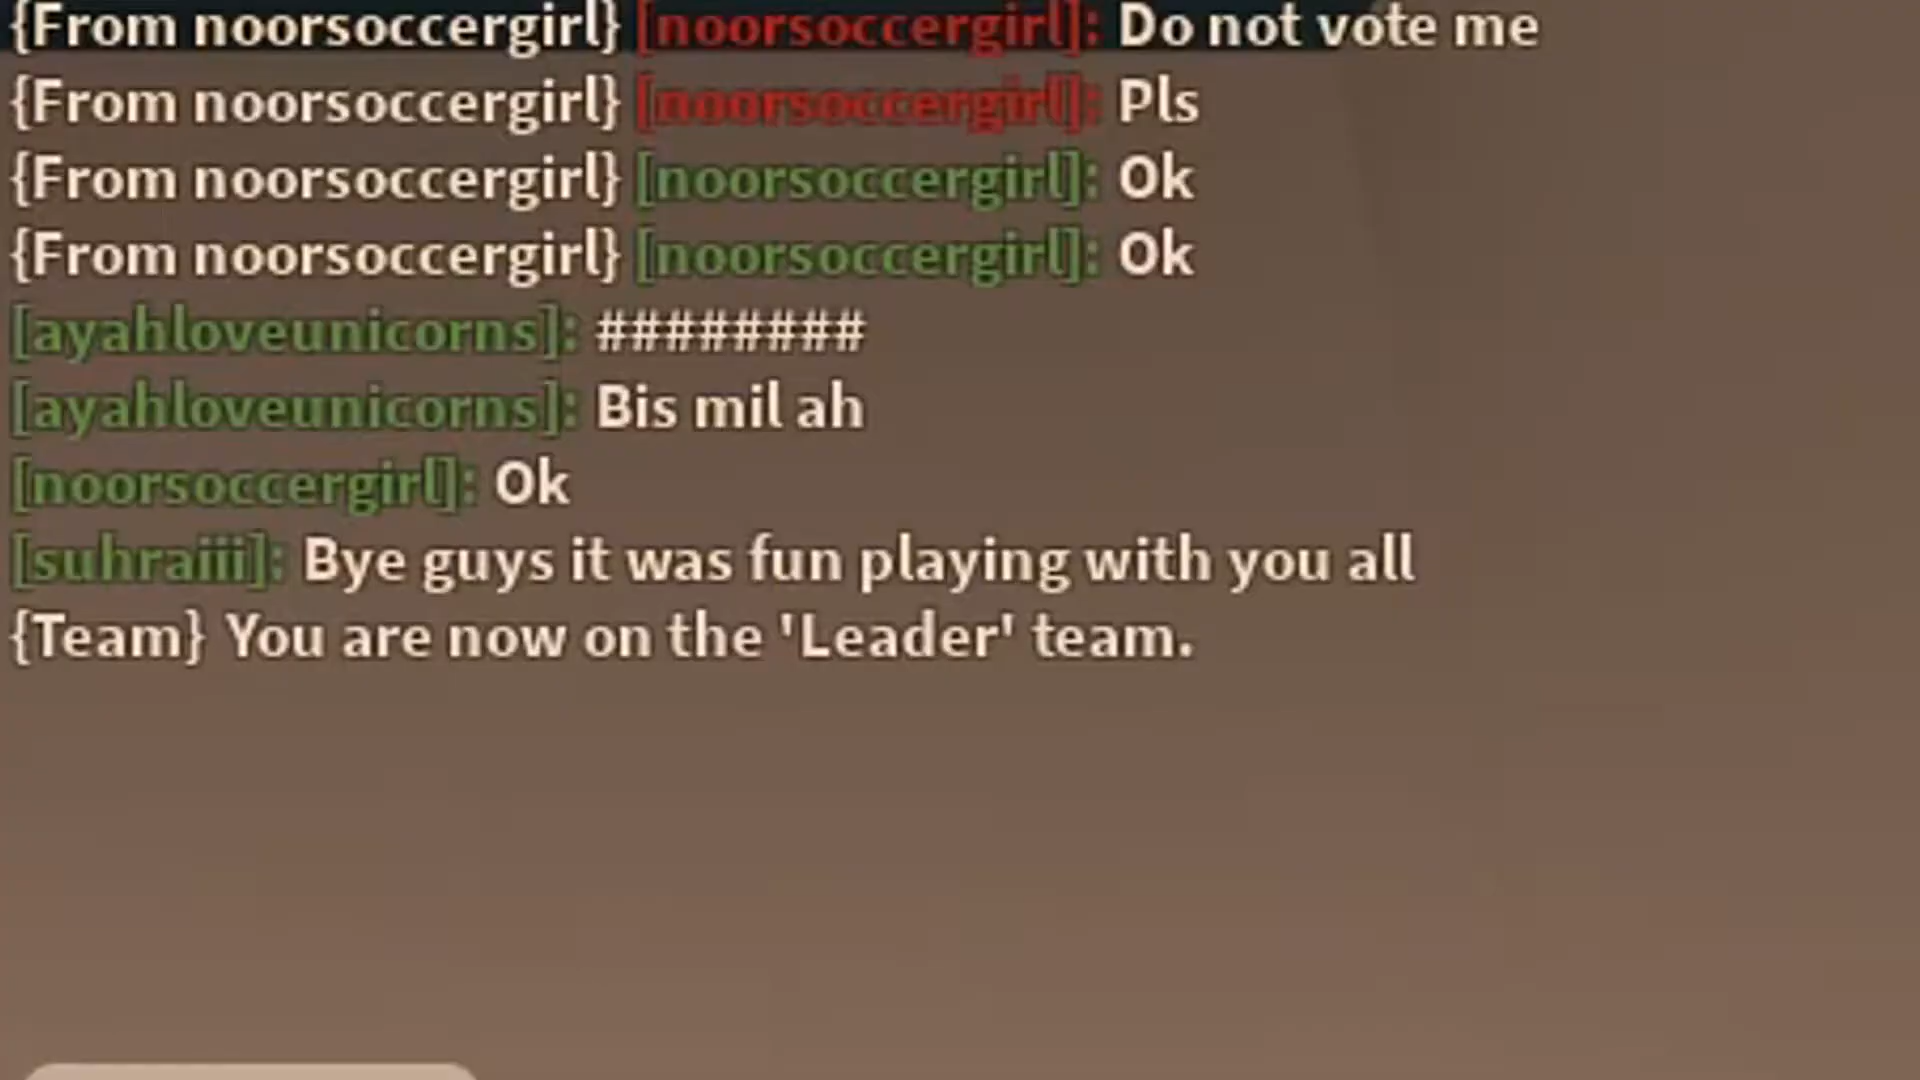 {From noorsoccergirl} [noorsoccergirl]: Do not vote me
{From noorsoccergirl} [noorsoccergirl]: Pls
{From noorsoccergirl} [noorsoccergirl]: Ok
{From noorsoccergirl} [noorsoccergirl]: Ok
[ayahloveunicorns]: ########
[ayahloveunicorns]: Bis mil ah
[noorsoccergirl]: Ok
[suhraiii]: Bye guys it was fun playing with you all
{Team} You are now on the 'Leader' team.